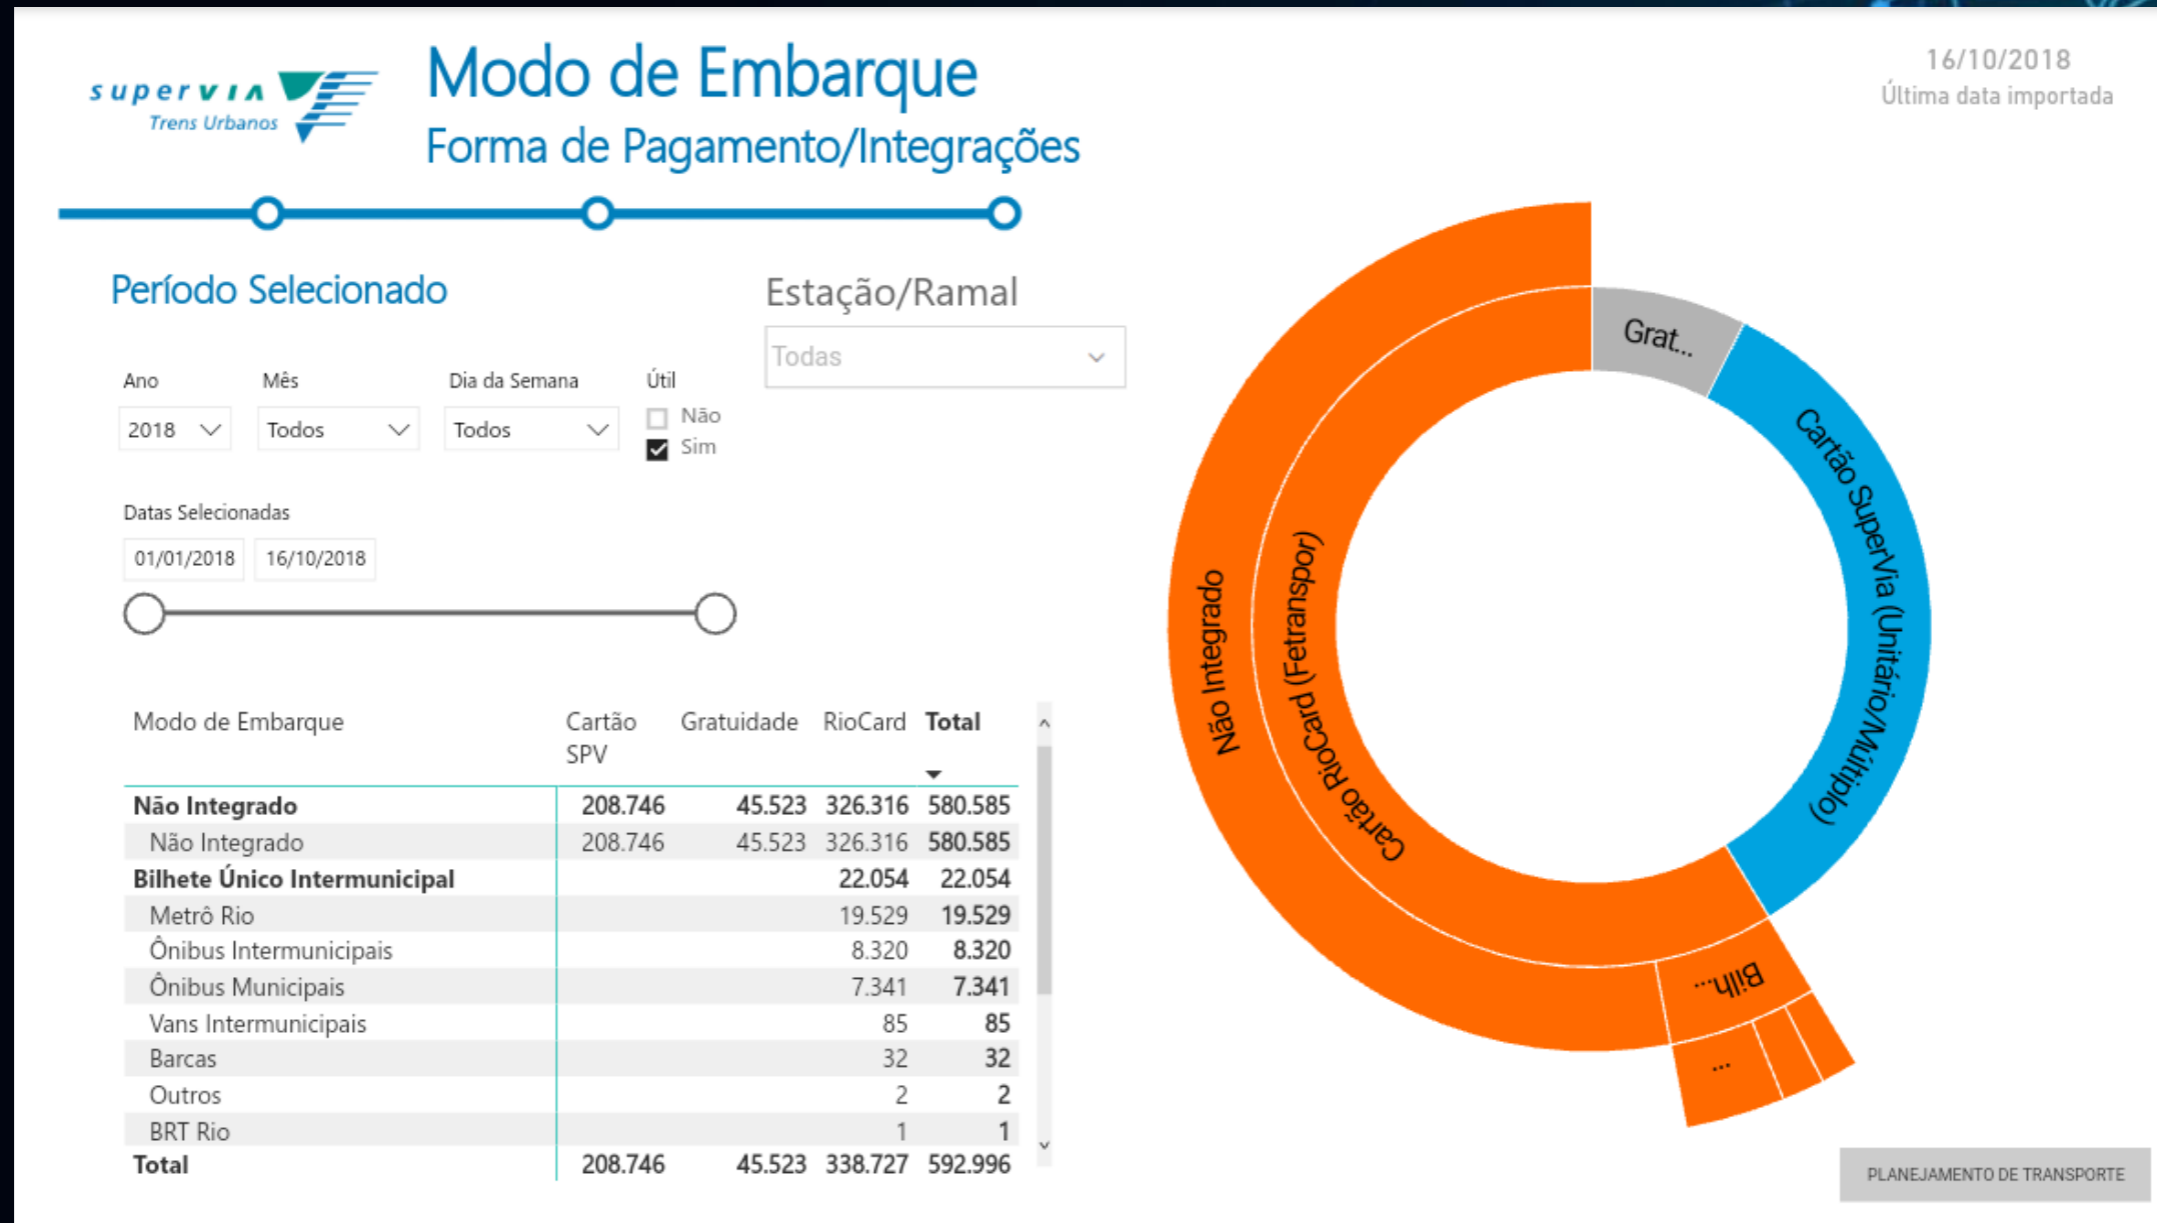 superVIA
Trens Urbanos
Modo de Embarque
Forma de Pagamento/Integrações
16/10/2018
Última data importada
Período Selecionado
Estação/Ramal
Todas
Ano Mês Dia da Semana Útil
2018 Todos Todos
Não
Sim
Datas Selecionadas
01/01/2018 16/10/2018
Modo de Embarque Cartão SPV Gratuidade RioCard Total
Não Integrado 208.746 45.523 326.316 580.585
Não Integrado 208.746 45.523 326.316 580.585
Bilhete Único Intermunicipal 22.054 22.054
Metrô Rio 19.529 19.529
Ônibus Intermunicipais 8.320 8.320
Ônibus Municipais 7.341 7.341
Vans Intermunicipais 85 85
Barcas 32 32
Outros 2 2
BRT Rio 1 1
Total 208.746 45.523 338.727 592.996
Grat...
Cartão SuperVia (Unitário/Múltiplo)
Não Integrado
Cartão RioCard (Fetranspor)
Bilh...
...
PLANEJAMENTO DE TRANSPORTE